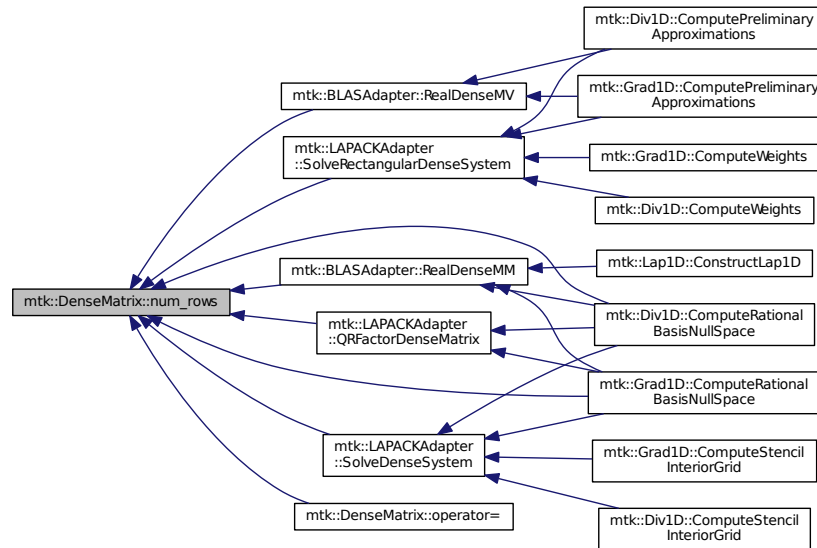 mtk::Div1D::ComputePreliminary
Approximations
mtk::BLASAdapter::RealDenseMV
mtk::Grad1D::ComputePreliminary
Approximations
mtk::LAPACKAdapter
::SolveRectangularDenseSystem
mtk::Grad1D::ComputeWeights
mtk::Div1D::ComputeWeights
mtk::BLASAdapter::RealDenseMM
mtk::Lap1D::ConstructLap1D
mtk::DenseMatrix::num_rows
mtk::Div1D::ComputeRational
BasisNullSpace
mtk::LAPACKAdapter
::QRFactorDenseMatrix
mtk::Grad1D::ComputeRational
BasisNullSpace
mtk::LAPACKAdapter
::SolveDenseSystem
mtk::Grad1D::ComputeStencil
InteriorGrid
mtk::DenseMatrix::operator=
mtk::Div1D::ComputeStencil
InteriorGrid